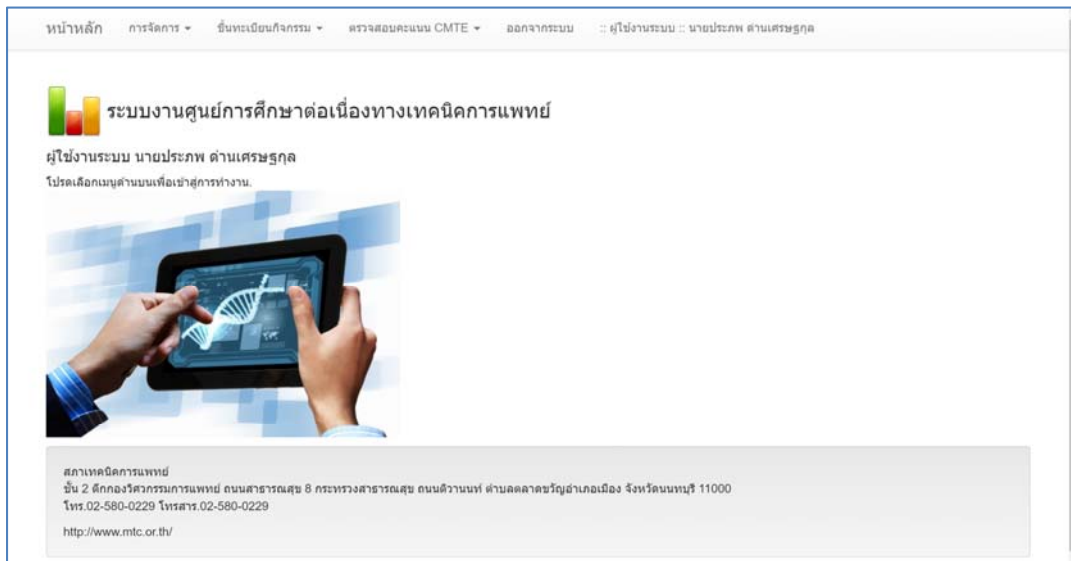 หน้าหลัก การจัดการ ขึ้นทะเบียนกิจกรรม ตรวจสอบคะแนน CMTE ออกจากระบบ :: ผู้ใช้งานระบบ :: นายประภพ ด่านเศรษฐกุล
ระบบงานศูนย์การศึกษาต่อเนื่องทางเทคนิคการแพทย์
ผู้ใช้งานระบบ นายประภพ ด่านเศรษฐกุล
โปรดเลือกเมนูด้านบนเพื่อเข้าสู่การทำงาน.
สภาเทคนิคการแพทย์
ชั้น 2 ตึกกองวิศวกรรมการแพทย์ ถนนสาธารณสุข 8 กระทรวงสาธารณสุข ถนนติวานนท์ ตำบลตลาดขวัญอำเภอเมือง จังหวัดนนทบุรี 11000
โทร.02-580-0229 โทรสาร.02-580-0229
http://www.mtc.or.th/